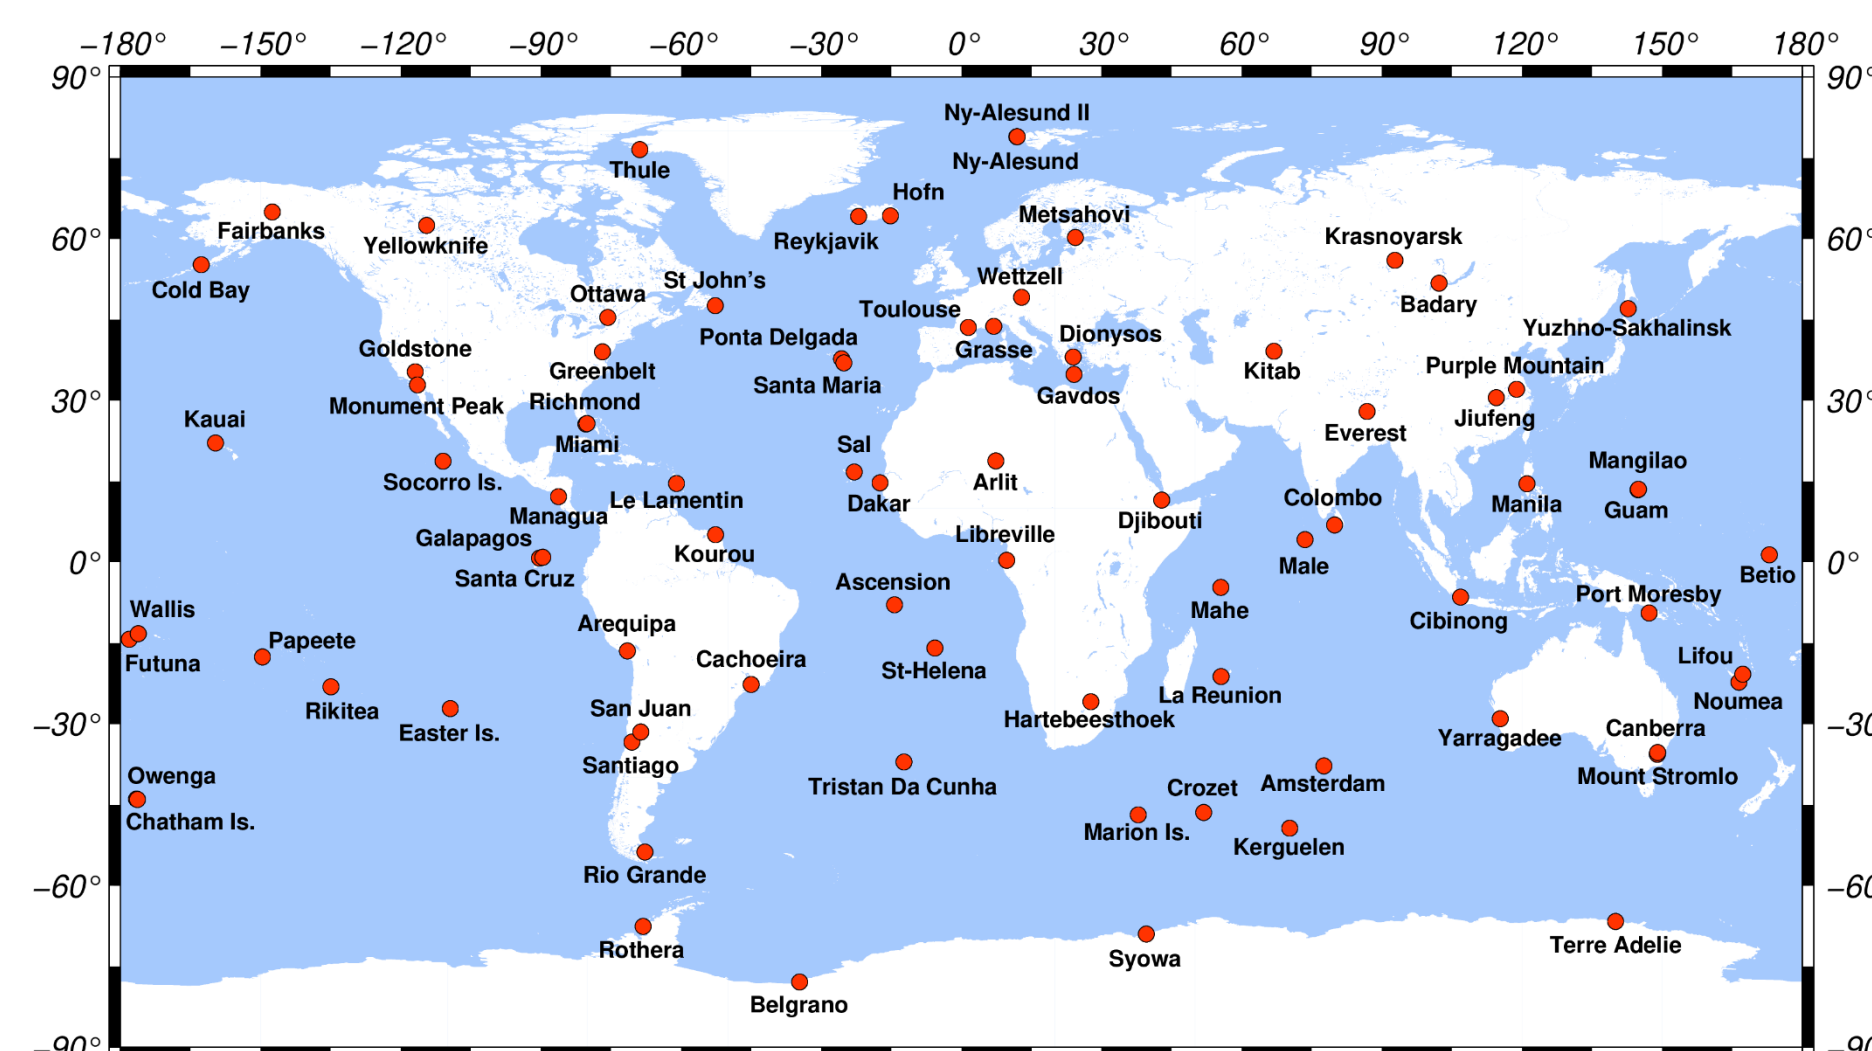 −180° −150° −120° −90° −60° −30° 0° 30° 60° 90° 120° 150° 180°
90° 90°
Ny-Alesund II
Thule Ny-Alesund
Hofn
Fairbanks Yellowknife Reykjavik Metsahovi
60° Krasnoyarsk 60°
Cold Bay St John's Wettzell Badary
Ottawa Toulouse Yuzhno-Sakhalinsk
Goldstone Ponta Delgada Grasse Dionysos
Greenbelt Santa Maria Kitab Purple Mountain
30° Monument Peak Richmond Gavdos 30°
Kauai Miami Everest Jiufeng
Sal Mangilao
Socorro Is. Le Lamentin Dakar Arlit Colombo Manila Guam
Managua Djibouti
Galapagos Kourou Libreville
0° Male 0°
Santa Cruz Ascension Betio
Wallis Mahe Cibinong Port Moresby
Papeete Arequipa
Futuna Cachoeira St-Helena Lifou
Rikitea San Juan La Reunion Noumea
−30° Easter Is. Hartebeesthoek Yarragadee Canberra −30
Owenga Santiago Tristan Da Cunha Crozet Amsterdam Mount Stromlo
Chatham Is. Marion Is. Kerguelen
Rio Grande
−60° −60
Rothera Syowa Terre Adelie
Belgrano
−90° −90